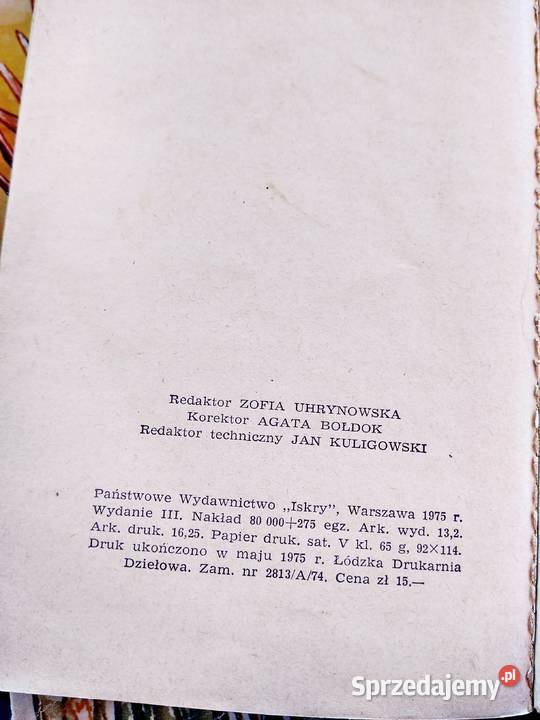 Redaktor ZOFIA UHRYNOWSKA
Korektor AGATA BOŁDOK
Redaktor techniczny JAN KULIGOWSKI
Państwowe Wydawnictwo „Iskry", Warszawa 1975 r.
Wydanie III. Nakład 80 000+275 egz. Ark. wyd. 13,2.
Ark. druk. 16,25. Papier druk. sat. V kl. 65 g, 92×114.
Druk ukończono w maju 1975 r. Łódzka Drukarnia
Dziełowa. Zam. nr 2813/A/74. Cena zł 15.—
Sprzedajemy.pl